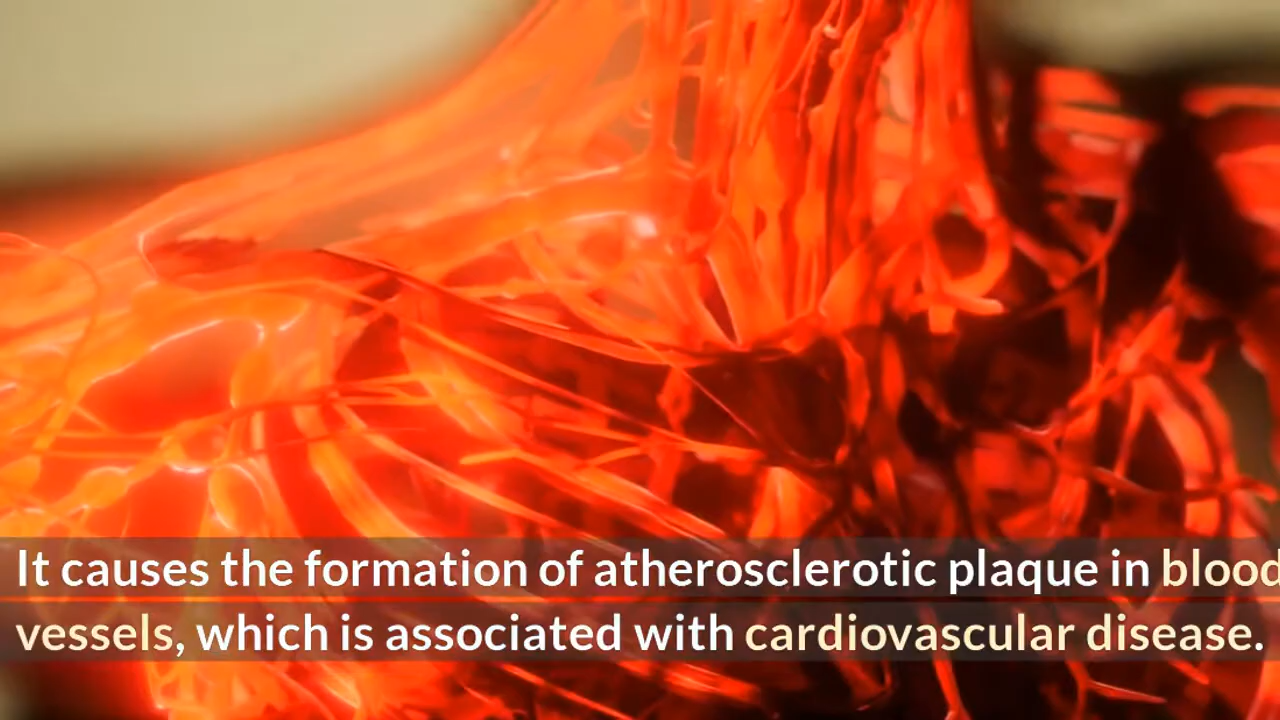 It causes the formation of atherosclerotic plaque in blood
vessels, which is associated with cardiovascular disease.